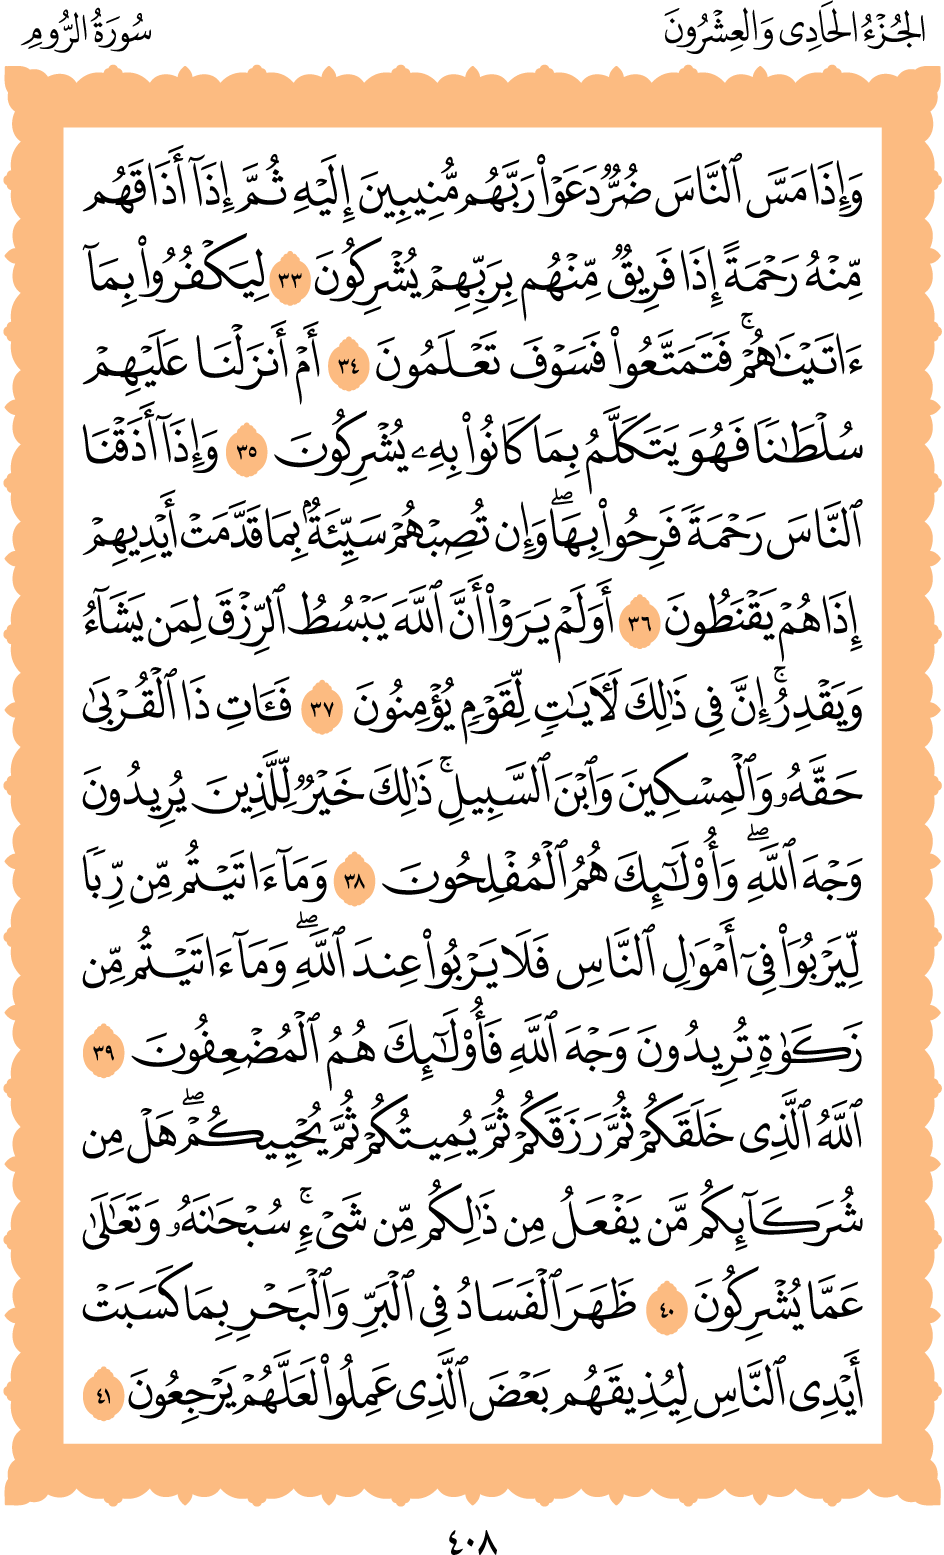 الجُزْءُ الحَادِى وَالعِشْرُونَ
سُورَةُ الرُّومِ
وَإِذَا مَسَّ ٱلنَّاسَ ضُرٌّ دَعَوْا۟ رَبَّهُم مُّنِيبِينَ إِلَيْهِ ثُمَّ إِذَآ أَذَاقَهُم
مِّنْهُ رَحْمَةً إِذَا فَرِيقٌ مِّنْهُم بِرَبِّهِمْ يُشْرِكُونَ ٣٣ لِيَكْفُرُوا۟ بِمَآ
ءَاتَيْنَٰهُمْ ۚ فَتَمَتَّعُوا۟ فَسَوْفَ تَعْلَمُونَ ٣٤ أَمْ أَنزَلْنَا عَلَيْهِمْ
سُلْطَٰنًا فَهُوَ يَتَكَلَّمُ بِمَا كَانُوا۟ بِهِۦ يُشْرِكُونَ ٣٥ وَإِذَآ أَذَقْنَا
ٱلنَّاسَ رَحْمَةً فَرِحُوا۟ بِهَا ۖ وَإِن تُصِبْهُمْ سَيِّئَةٌۢ بِمَا قَدَّمَتْ أَيْدِيهِمْ
إِذَا هُمْ يَقْنَطُونَ ٣٦ أَوَلَمْ يَرَوْا۟ أَنَّ ٱللَّهَ يَبْسُطُ ٱلرِّزْقَ لِمَن يَشَآءُ
وَيَقْدِرُ ۚ إِنَّ فِى ذَٰلِكَ لَءَايَٰتٍ لِّقَوْمٍ يُؤْمِنُونَ ٣٧ فَـَٔاتِ ذَا ٱلْقُرْبَىٰ
حَقَّهُۥ وَٱلْمِسْكِينَ وَٱبْنَ ٱلسَّبِيلِ ۚ ذَٰلِكَ خَيْرٌ لِّلَّذِينَ يُرِيدُونَ
وَجْهَ ٱللَّهِ ۖ وَأُو۟لَٰٓئِكَ هُمُ ٱلْمُفْلِحُونَ ٣٨ وَمَآ ءَاتَيْتُم مِّن رِّبًا
لِّيَرْبُوَا۟ فِىٓ أَمْوَٰلِ ٱلنَّاسِ فَلَا يَرْبُوا۟ عِندَ ٱللَّهِ ۖ وَمَآ ءَاتَيْتُم مِّن
زَكَوٰةٍ تُرِيدُونَ وَجْهَ ٱللَّهِ فَأُو۟لَٰٓئِكَ هُمُ ٱلْمُضْعِفُونَ ٣٩
ٱللَّهُ ٱلَّذِى خَلَقَكُمْ ثُمَّ رَزَقَكُمْ ثُمَّ يُمِيتُكُمْ ثُمَّ يُحْيِيكُمْ ۖ هَلْ مِن
شُرَكَآئِكُم مَّن يَفْعَلُ مِن ذَٰلِكُم مِّن شَىْءٍ ۚ سُبْحَٰنَهُۥ وَتَعَٰلَىٰ
عَمَّا يُشْرِكُونَ ٤٠ ظَهَرَ ٱلْفَسَادُ فِى ٱلْبَرِّ وَٱلْبَحْرِ بِمَا كَسَبَتْ
أَيْدِى ٱلنَّاسِ لِيُذِيقَهُم بَعْضَ ٱلَّذِى عَمِلُوا۟ لَعَلَّهُمْ يَرْجِعُونَ ٤١
٤٠٨